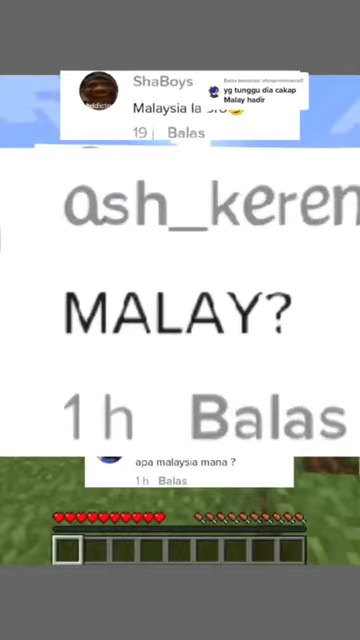 ShaBoys
Balas komentar
yg tunggu dia cakap
Malay hadir
Malaysia la bro
19 j Balas
ash_keren
MALAY?
1 h Balas
apa malaysia mana ?
1 h Balas